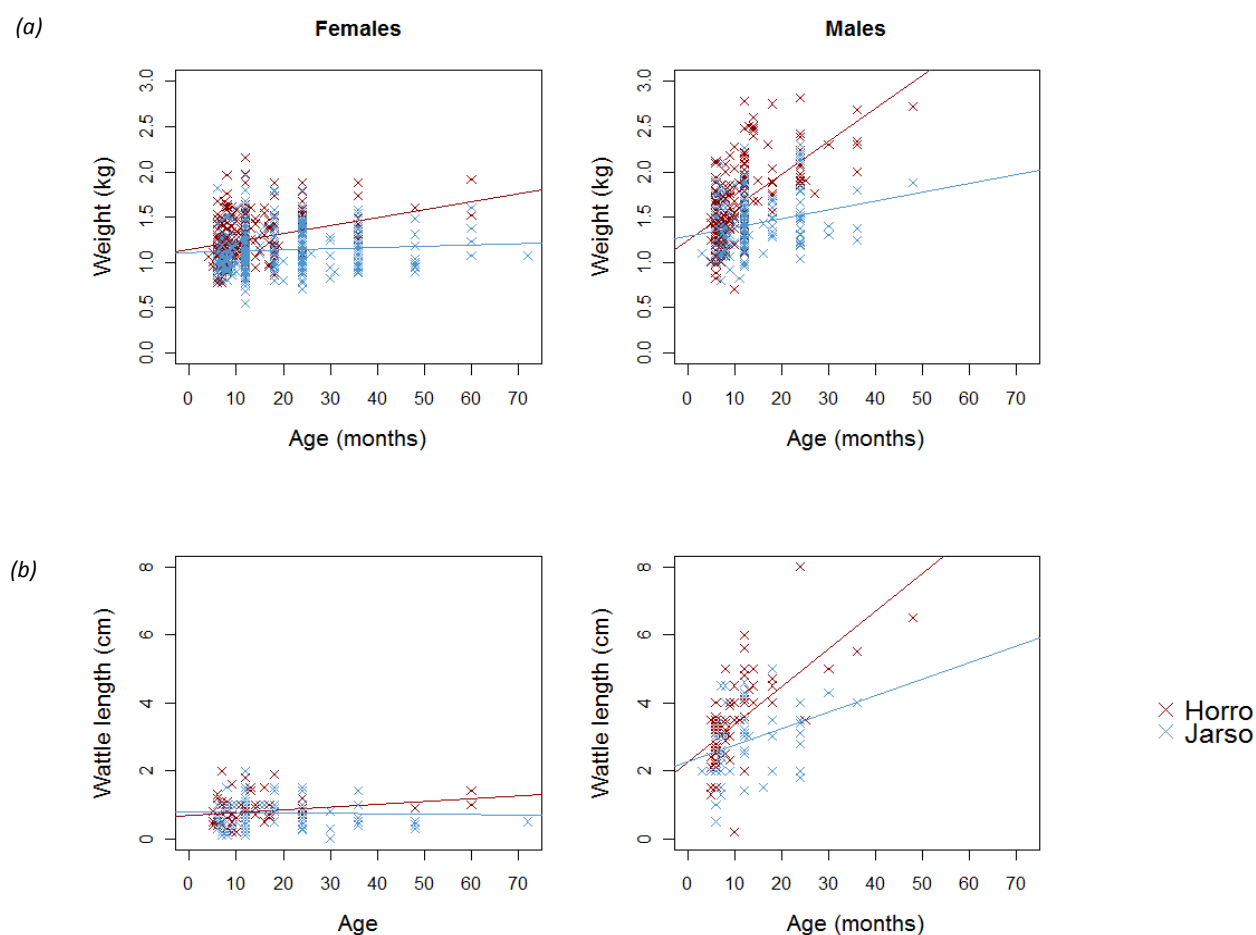 (a)
Females
Males
Weight (kg)
0.0 0.5 1.0 1.5 2.0 2.5 3.0
0 10 20 30 40 50 60 70
Age (months)
Weight (kg)
0.0 0.5 1.0 1.5 2.0 2.5 3.0
0 10 20 30 40 50 60 70
Age (months)
(b)
Wattle length (cm)
0 2 4 6 8
0 10 20 30 40 50 60 70
Age
Wattle length (cm)
0 2 4 6 8
0 10 20 30 40 50 60 70
Age (months)
Horro
Jarso